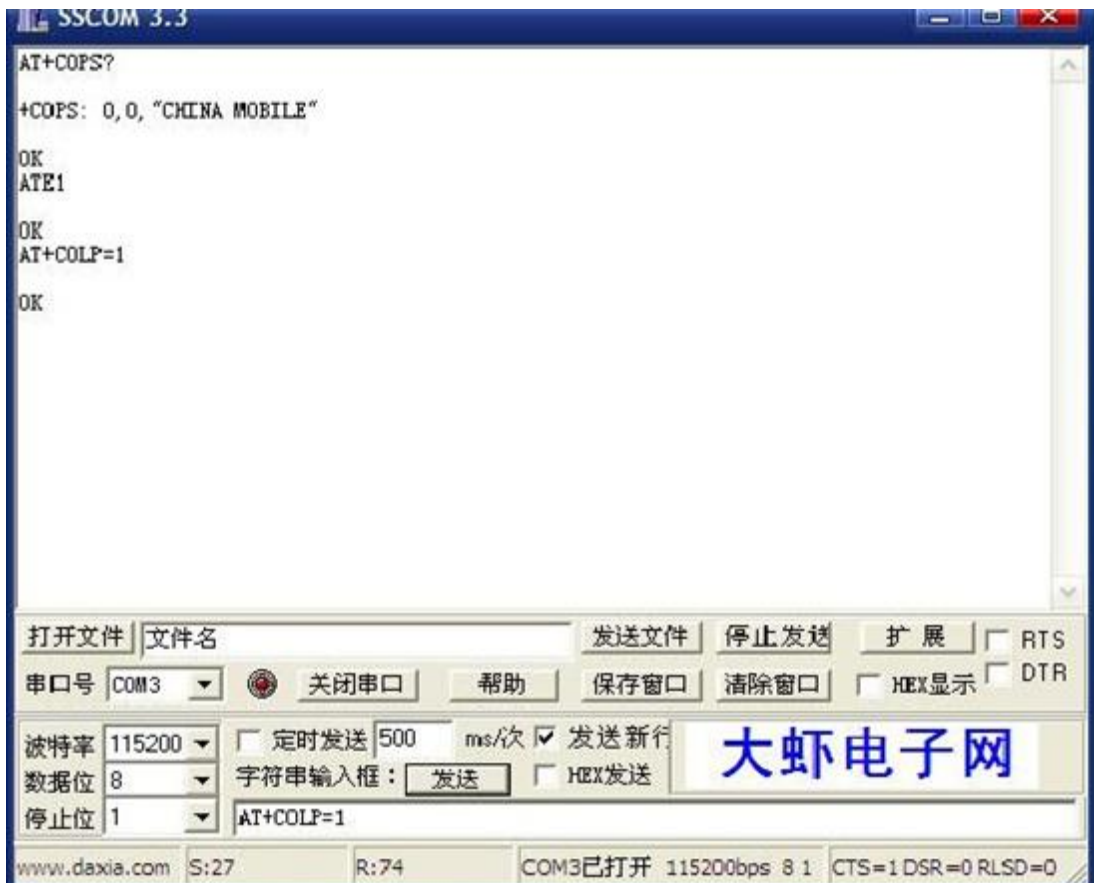 SSCOM 3.3
AT+COPS?
+COPS: 0,0,"CHINA MOBILE"
OK
ATE1
OK
AT+COLP=1
OK
打开文件 文件名 发送文件 停止发送 扩 展 RTS
串口号 COM3 关闭串口 帮助 保存窗口 清除窗口 HEX显示 DTR
波特率 115200 定时发送 500 ms/次 发送新行 大虾电子网
数据位 8 字符串输入框： 发送 HEX发送
停止位 1 AT+COLP=1
www.daxia.com S:27 R:74 COM3已打开 115200bps 8 1 CTS=1 DSR=0 RLSD=0